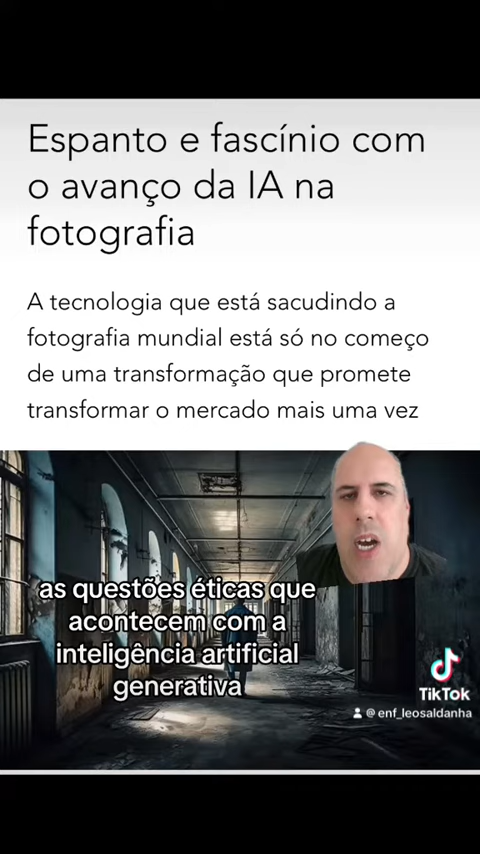 Espanto e fascínio com
o avanço da IA na
fotografia
A tecnologia que está sacudindo a
fotografia mundial está só no começo
de uma transformação que promete
transformar o mercado mais uma vez
as questões éticas que
acontecem com a
inteligência artificial
generativa
TikTok
@enf_leosaldanha